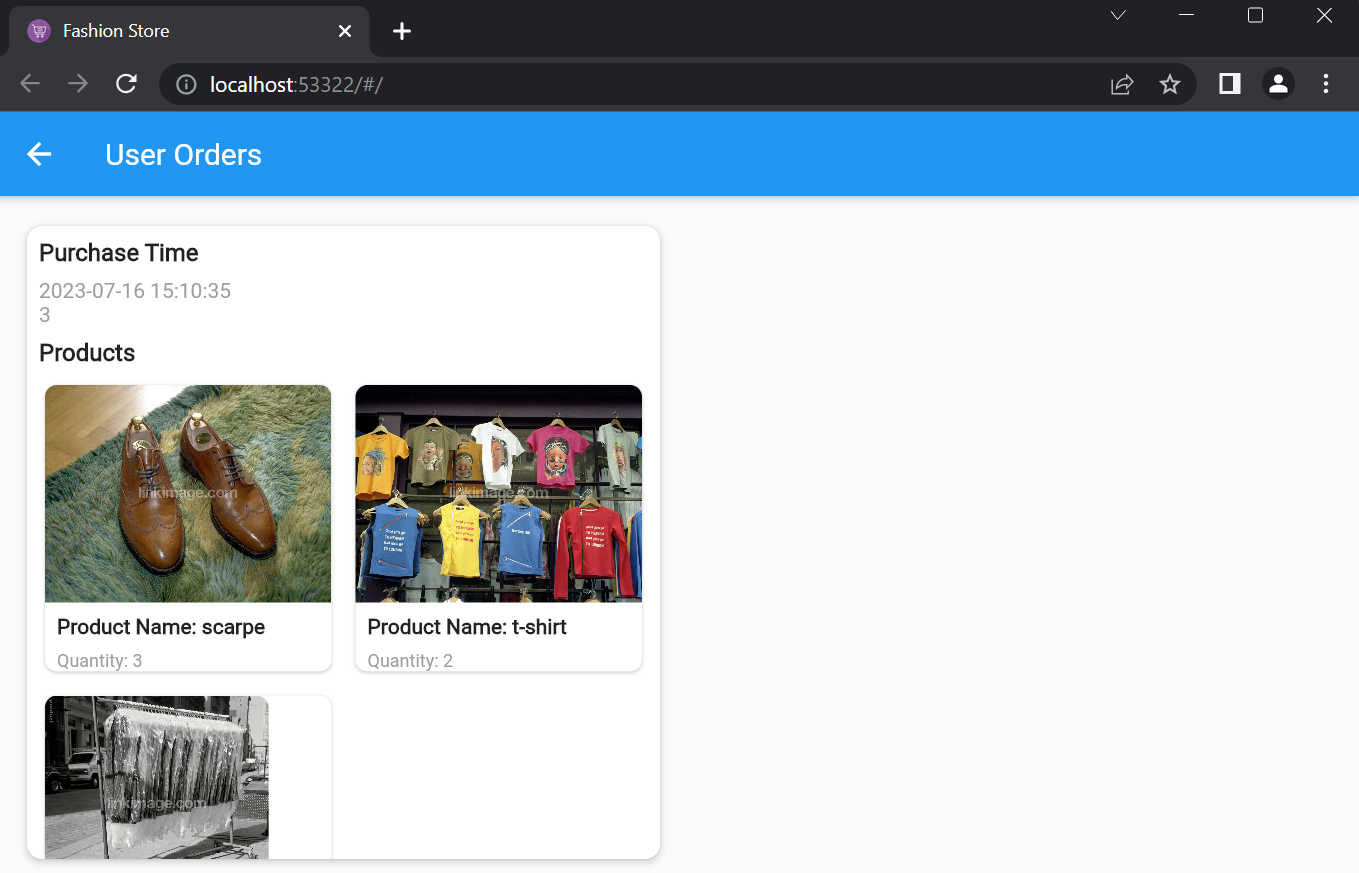 Fashion Store
localhost:53322/#/
User Orders
Purchase Time
2023-07-16 15:10:35
3
Products
linkimage.com
linkimage.com
Product Name: scarpe
Product Name: t-shirt
Quantity: 3
Quantity: 2
linkimage.com